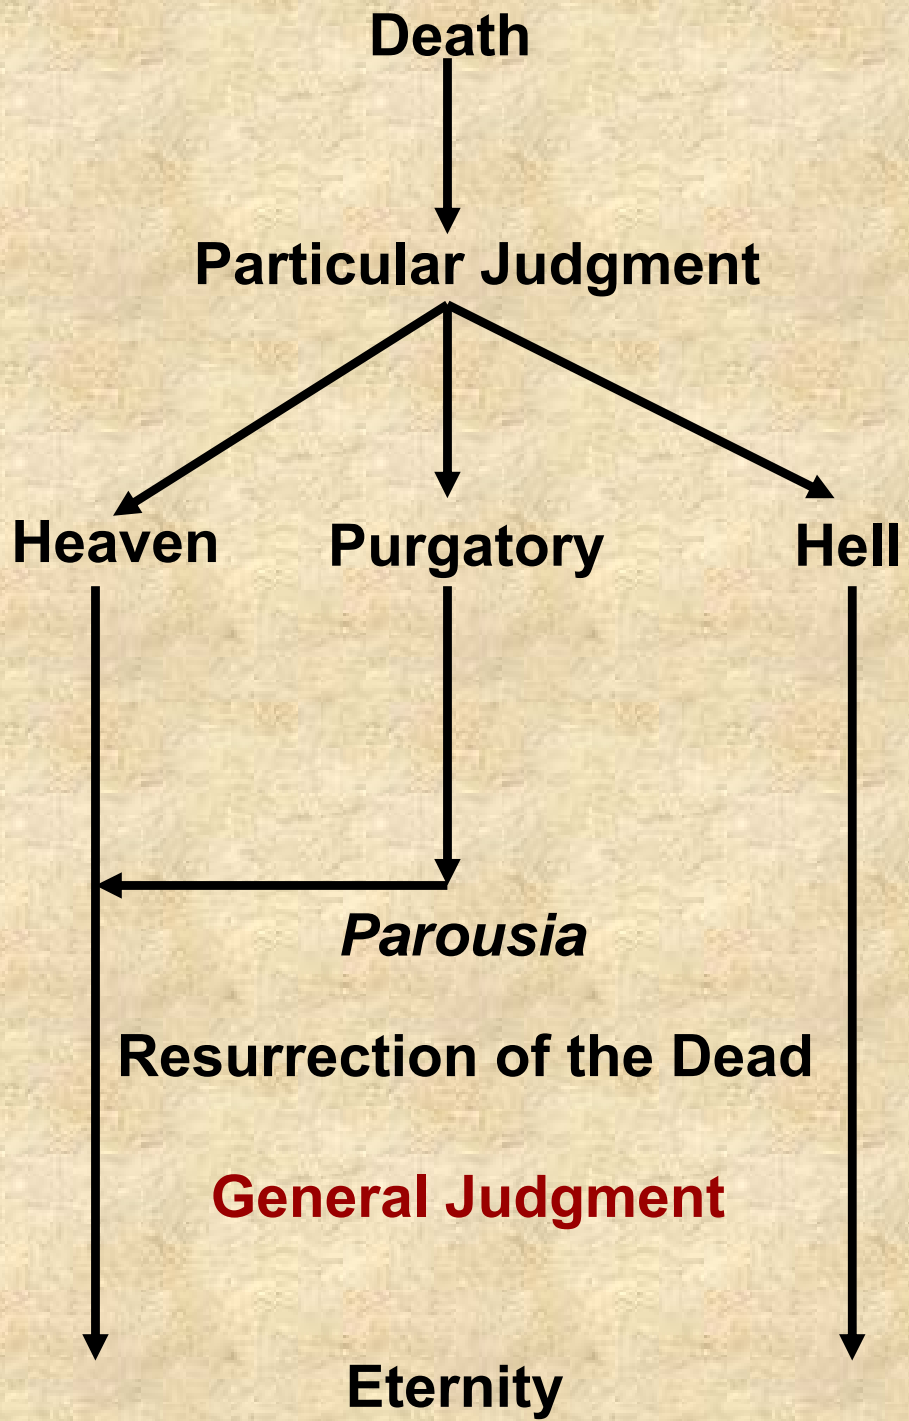 Death
Particular Judgment
Heaven Purgatory Hell
Parousia
Resurrection of the Dead
General Judgment
Eternity